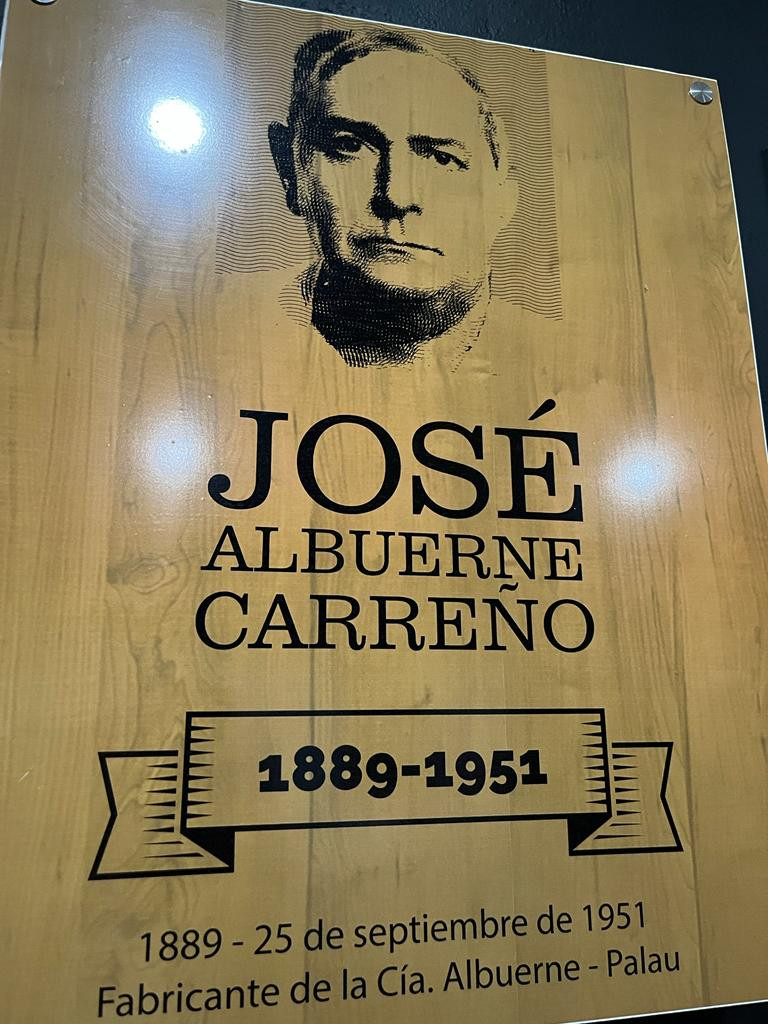 JOSÉ
ALBUERNE
CARREÑO
1889-1951
1889 - 25 de septiembre de 1951
Fabricante de la Cía. Albuerne - Palau